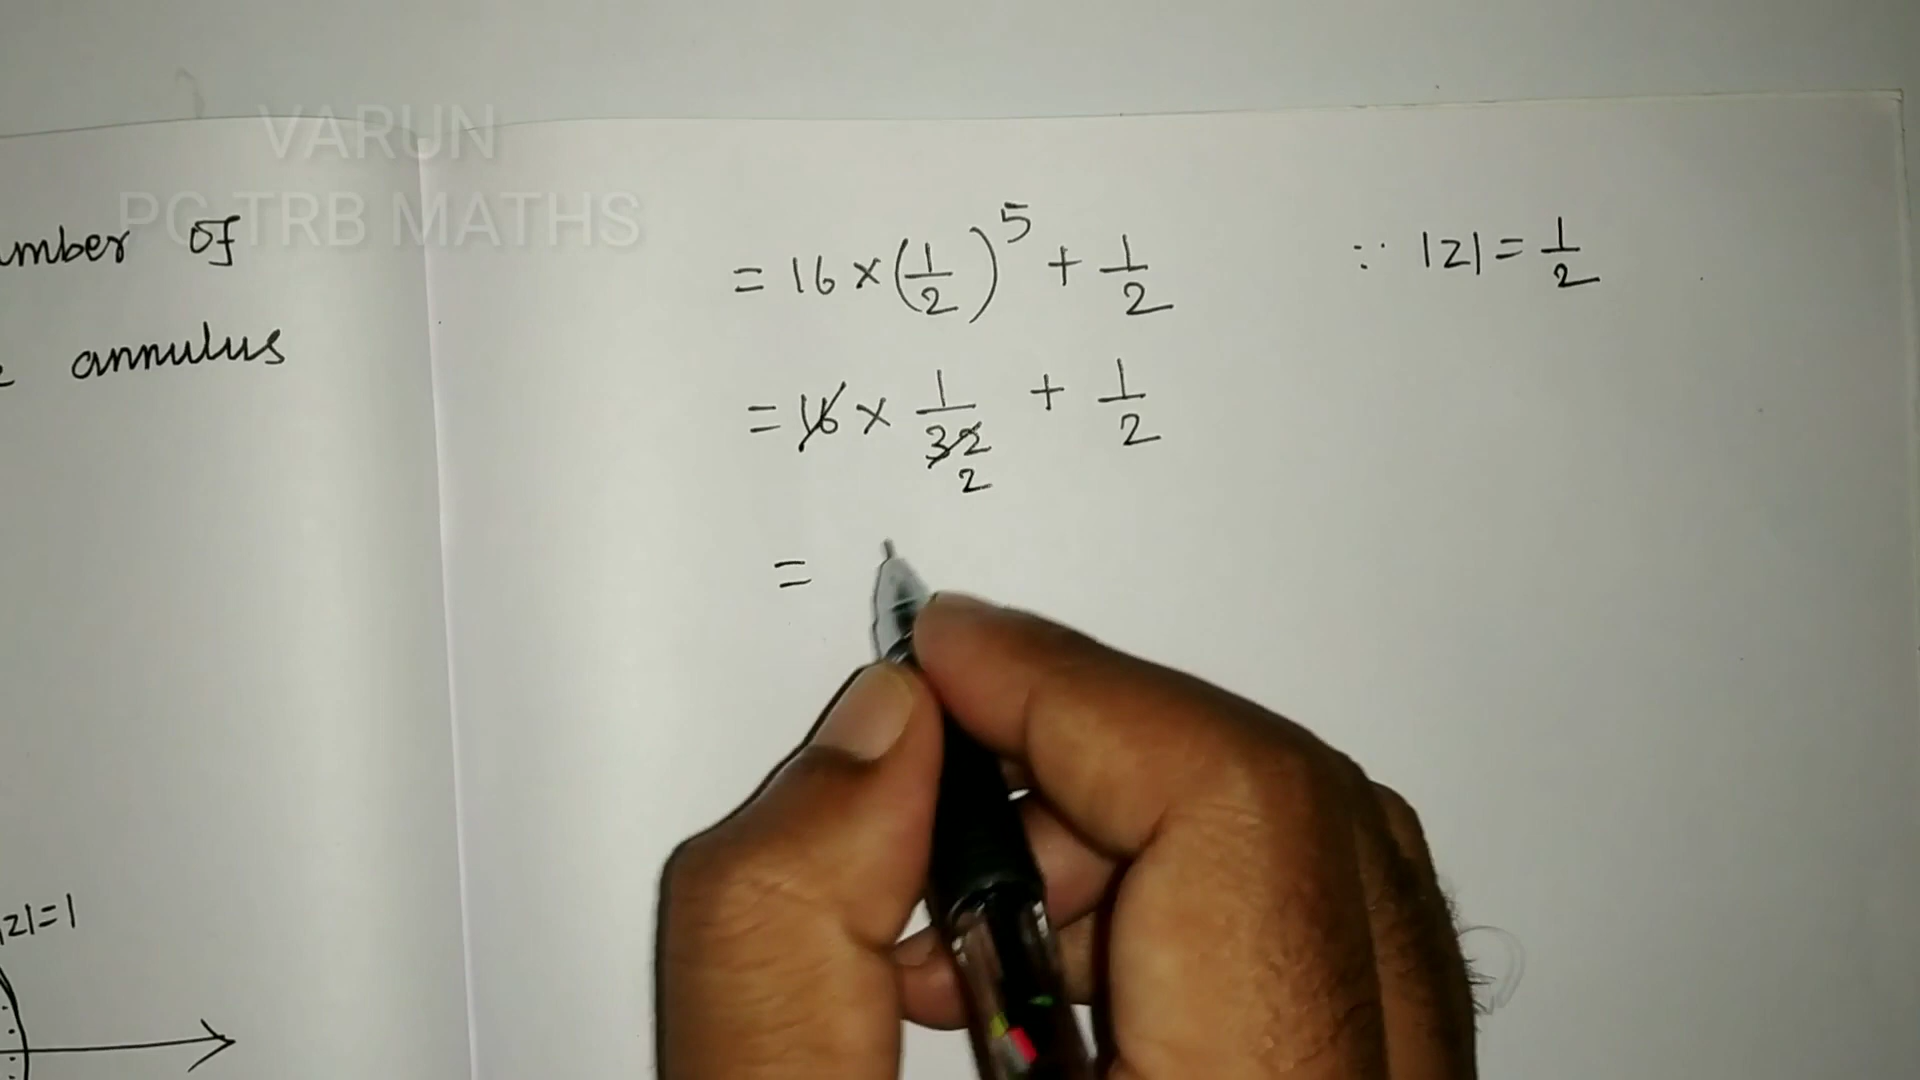 VARUN
PG TRB MATHS
of
annulus
|z|=1
= 16 × (1/2)^5 + 1/2 ∵ |z| = 1/2
= 16 × 1/32 + 1/2
2
=